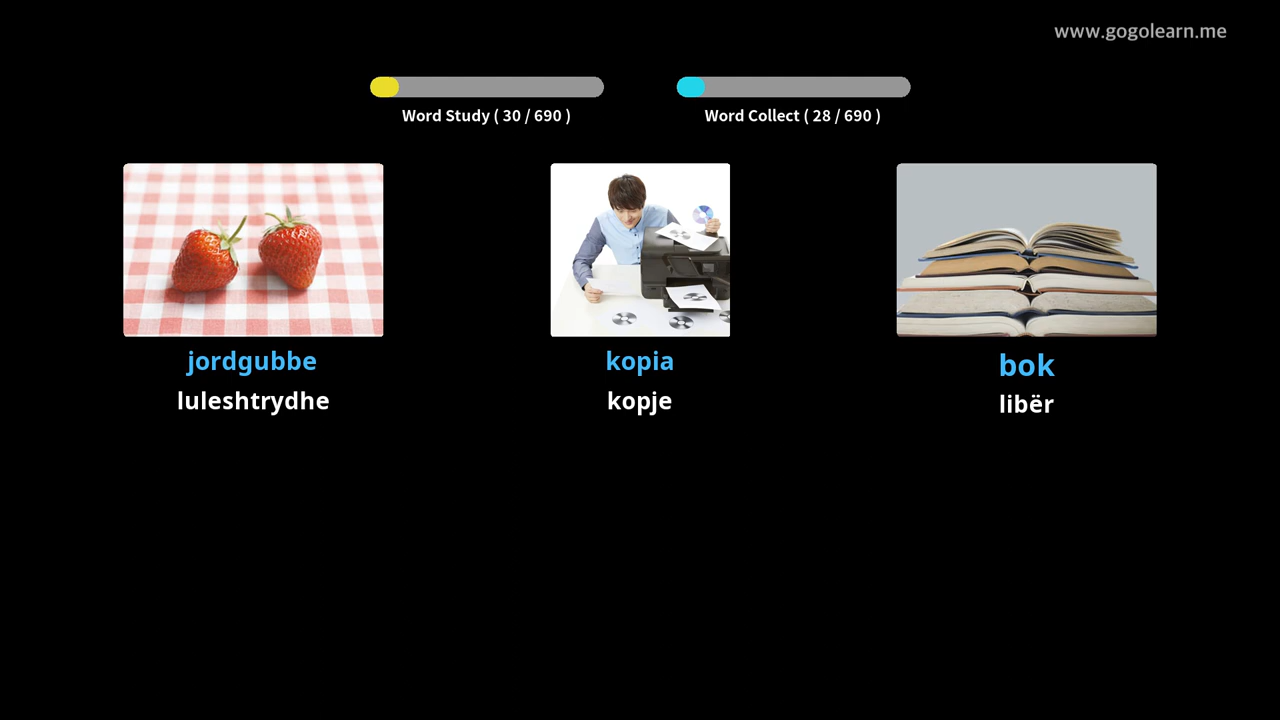 www.gogolearn.me
Word Study ( 30 / 690 )
Word Collect ( 28 / 690 )
jordgubbe
luleshtrydhe
kopia
kopje
bok
libër